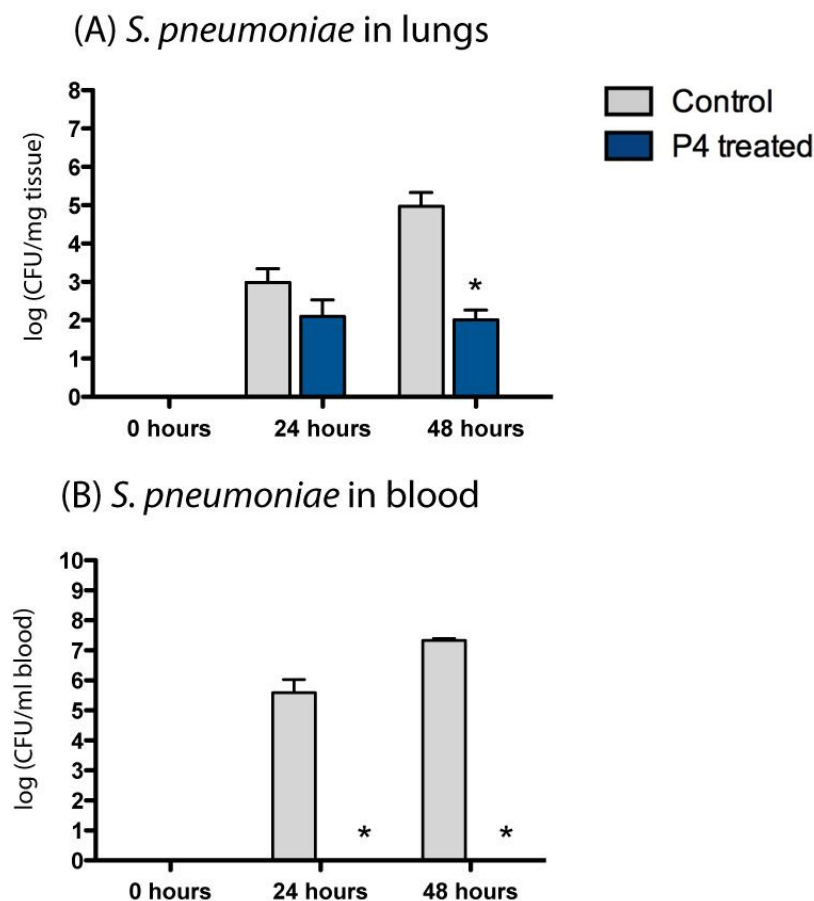 (A) S. pneumoniae in lungs
Control
P4 treated
log (CFU/mg tissue)
8
7
6
5
4
3
2
1
0
*
0 hours
24 hours
48 hours
(B) S. pneumoniae in blood
log (CFU/ml blood)
10
9
8
7
6
5
4
3
2
1
0
*
*
0 hours
24 hours
48 hours